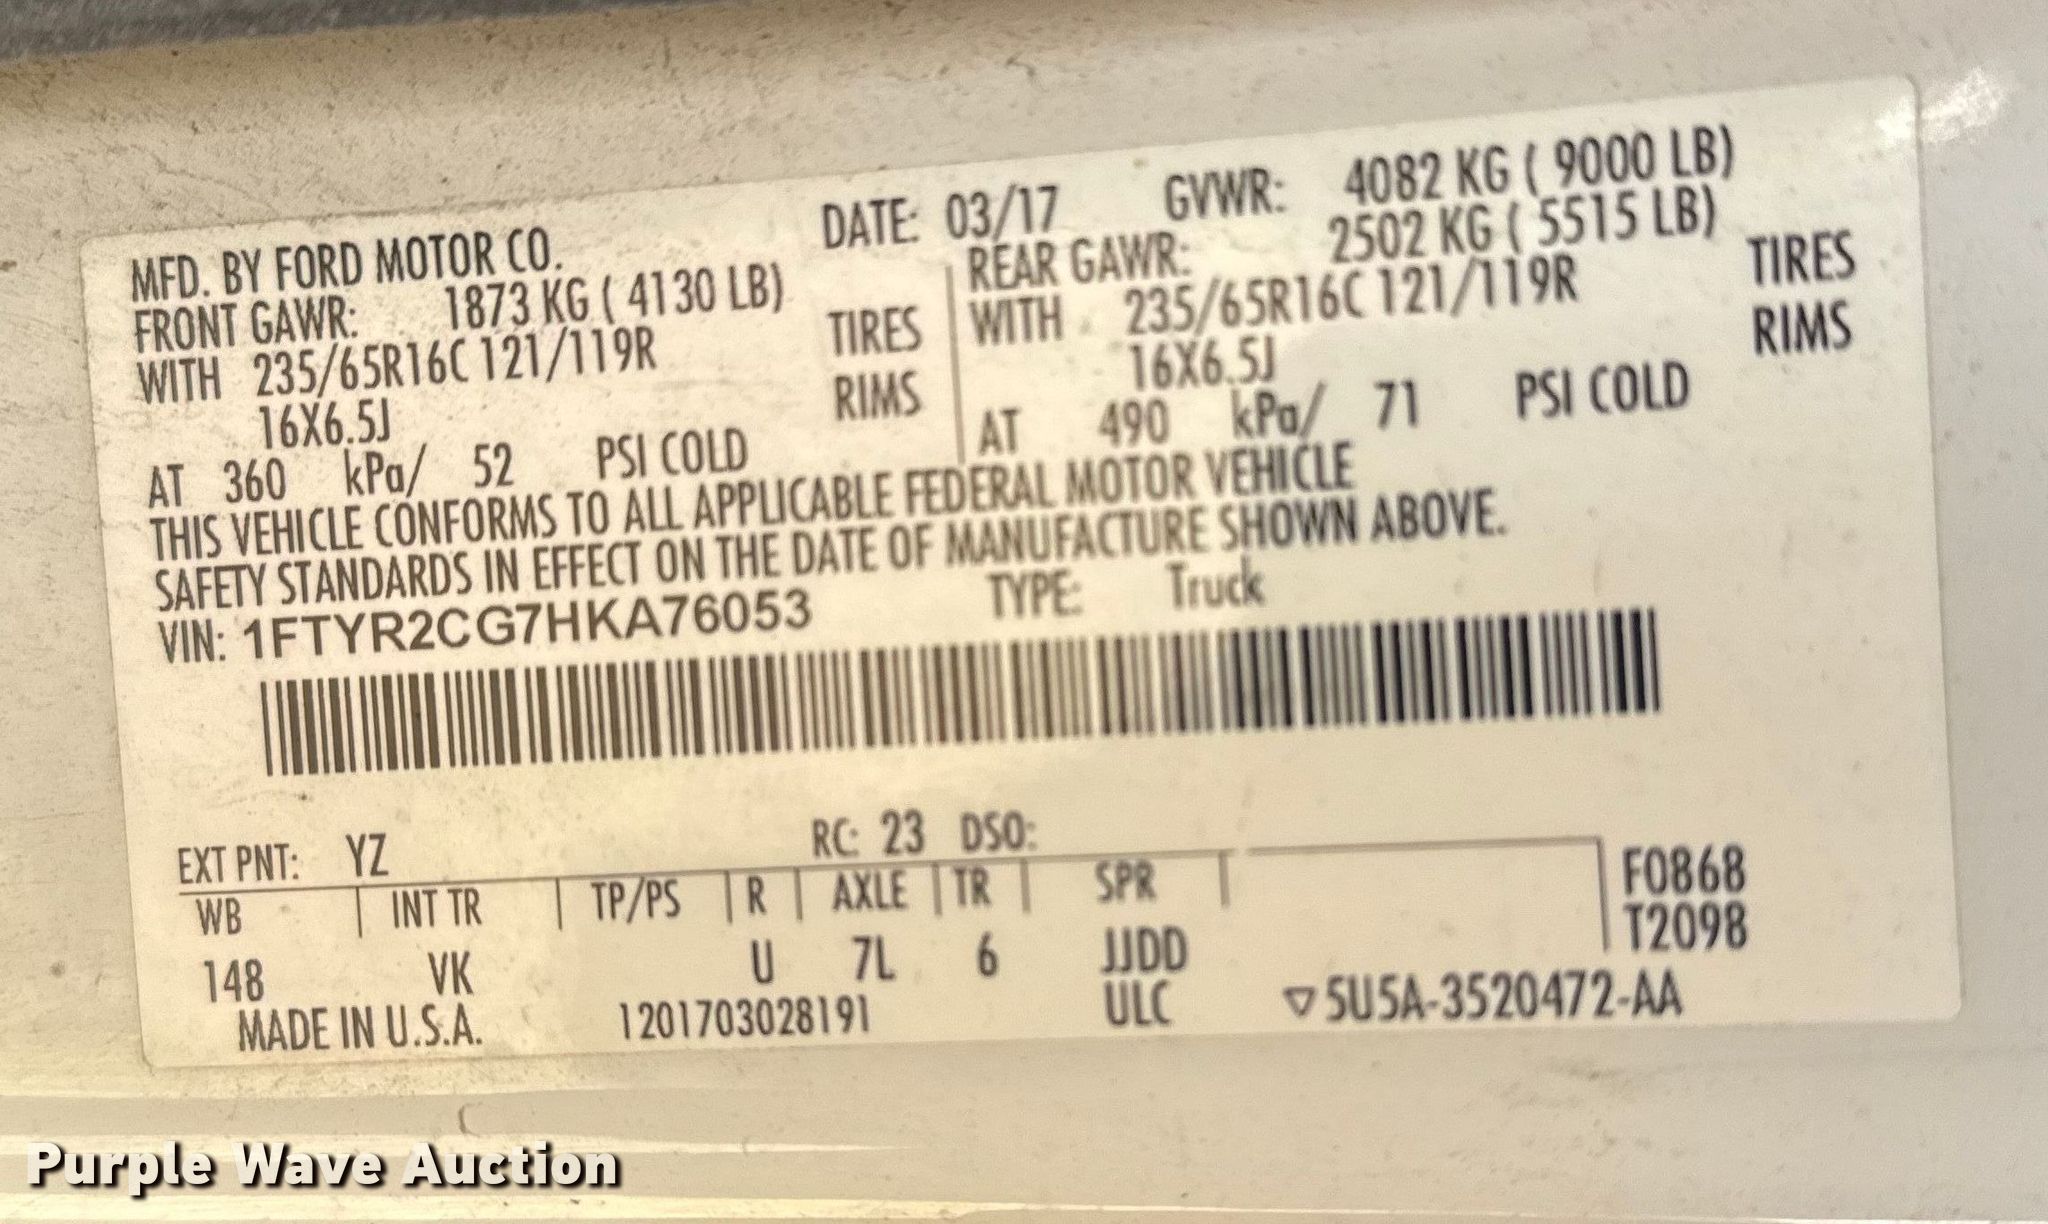 MFD. BY FORD MOTOR CO. DATE: 03/17 GVWR: 4082 KG ( 9000 LB)
FRONT GAWR: 1873 KG ( 4130 LB) REAR GAWR: 2502 KG ( 5515 LB)
WITH 235/65R16C 121/119R TIRES WITH 235/65R16C 121/119R TIRES
16X6.5J RIMS 16X6.5J RIMS
AT 360 kPa/ 52 PSI COLD AT 490 kPa/ 71 PSI COLD
THIS VEHICLE CONFORMS TO ALL APPLICABLE FEDERAL MOTOR VEHICLE
SAFETY STANDARDS IN EFFECT ON THE DATE OF MANUFACTURE SHOWN ABOVE.
VIN: 1FTYR2CG7HKA76053 TYPE: Truck
EXT PNT: YZ RC: 23 DSO:
WB | INT TR | TP/PS | R | AXLE | TR | SPR | F0868
T2098
148 VK U 7L 6 JJDD
MADE IN U.S.A. 1201703028191 ULC ▽5U5A-3520472-AA
Purple Wave Auction